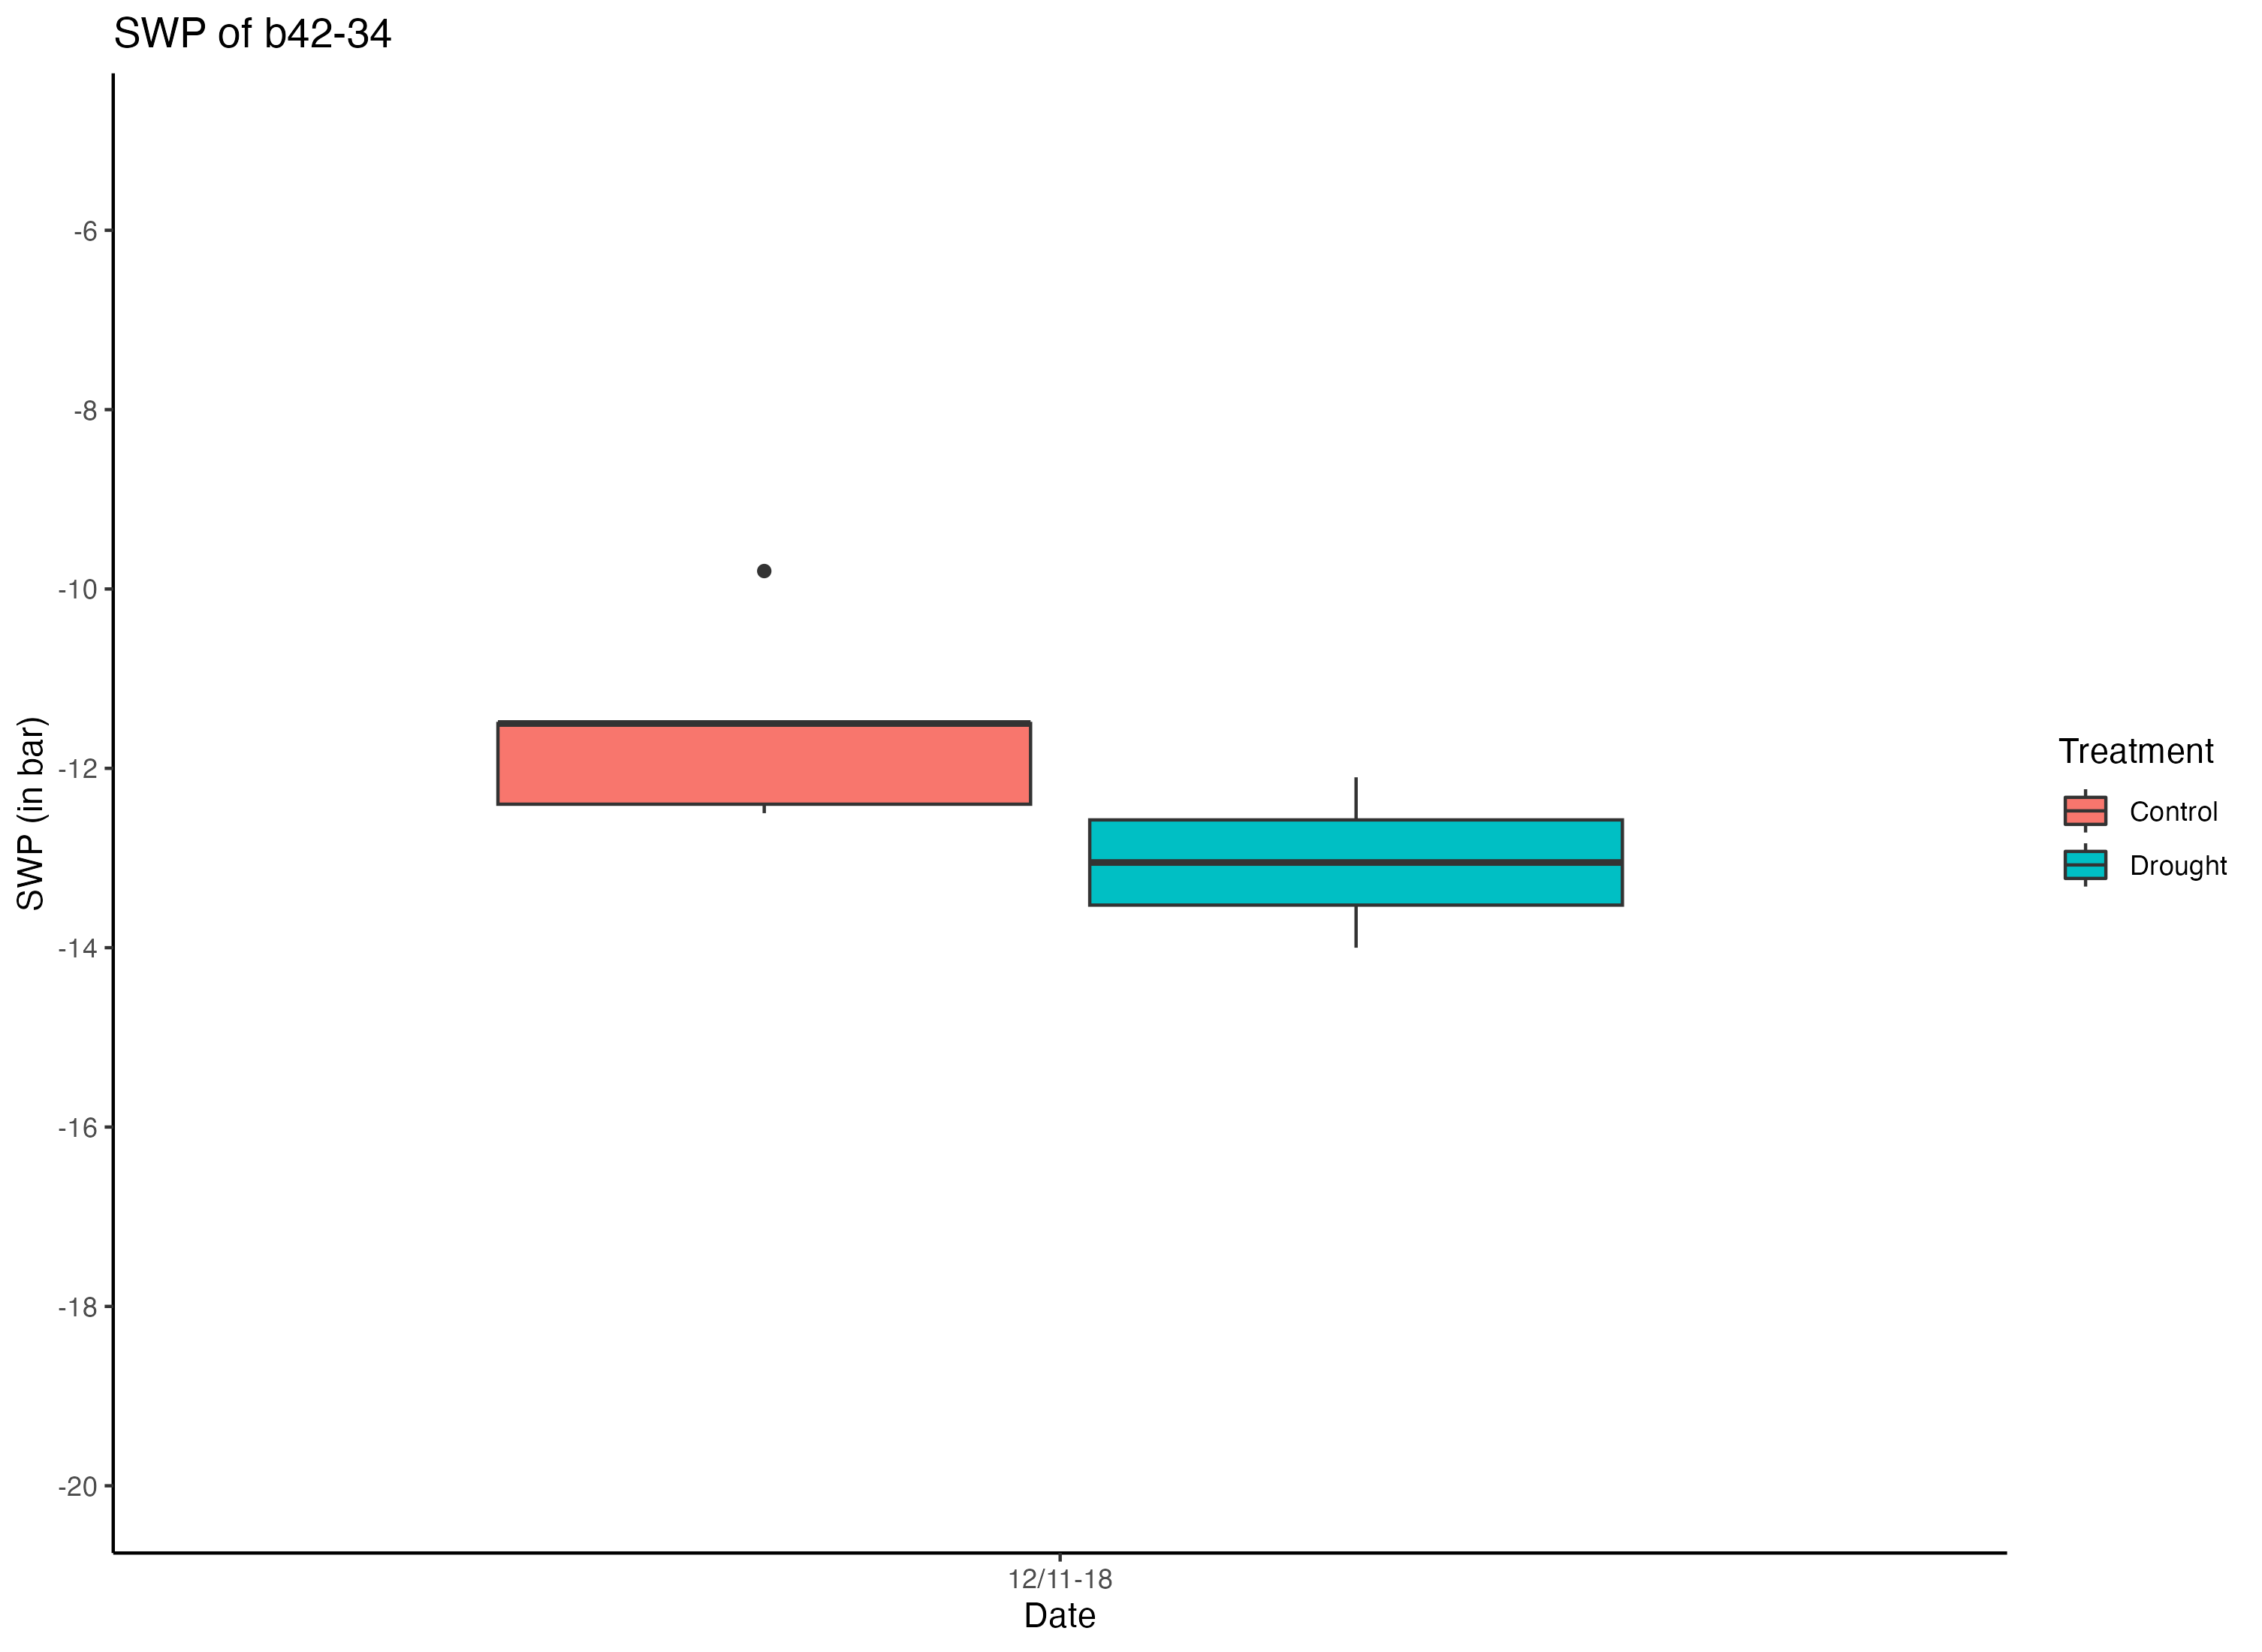 SWP of b42-34
SWP (in bar)
-6
-8
-10
-12
-14
-16
-18
-20
12/11-18
Date
Treatment
Control
Drought